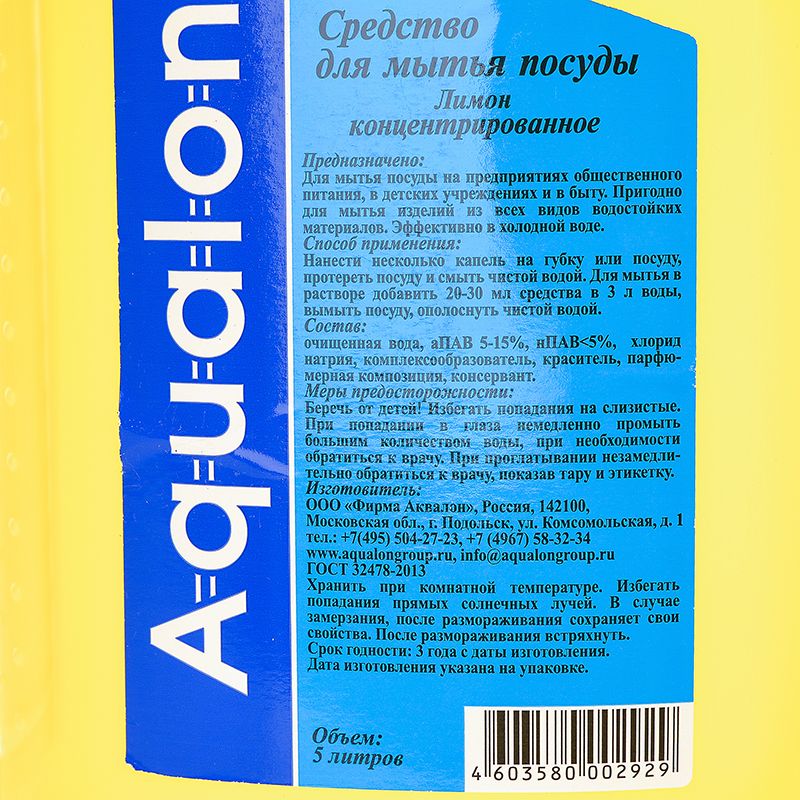 A-q-u-a-l-o-n
Средство
для мытья посуды
Лимон
концентрированное
Предназначено:
Для мытья посуды на предприятиях общественного
питания, в детских учреждениях и в быту. Пригодно
для мытья изделий из всех видов водостойких
материалов. Эффективно в холодной воде.
Способ применения:
Нанести несколько капель на губку или посуду,
протереть посуду и смыть чистой водой. Для мытья в
растворе добавить 20-30 мл средства в 3 л воды,
вымыть посуду, ополоснуть чистой водой.
Состав:
очищенная вода, аПАВ 5-15%, нПАВ<5%, хлорид
натрия, комплексообразователь, краситель, парфю-
мерная композиция, консервант.
Меры предосторожности:
Беречь от детей! Избегать попадания на слизистые.
При попадании в глаза немедленно промыть
большим количеством воды, при необходимости
обратиться к врачу. При проглатывании незамедли-
тельно обратиться к врачу, показав тару и этикетку.
Изготовитель:
ООО «Фирма Аквалэн», Россия, 142100,
Московская обл., г. Подольск, ул. Комсомольская, д. 1
тел.: +7(495) 504-27-23, +7 (4967) 58-32-34
www.aqualongroup.ru, info@aqualongroup.ru
ГОСТ 32478-2013
Хранить при комнатной температуре. Избегать
попадания прямых солнечных лучей. В случае
замерзания, после размораживания сохраняет свои
свойства. После размораживания встряхнуть.
Срок годности: 3 года с даты изготовления.
Дата изготовления указана на упаковке.
Объем:
5 литров
4 603580 002929